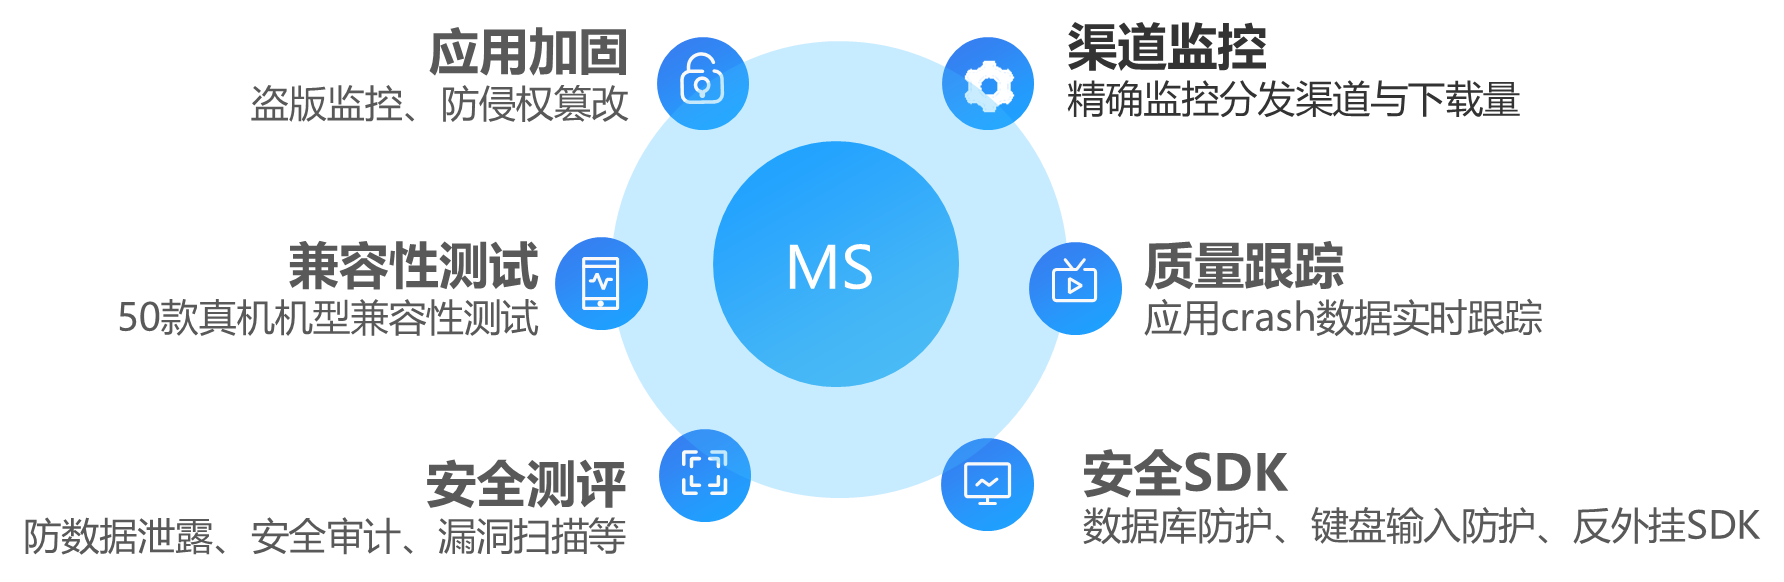 应用加固
盗版监控、防侵权篡改
渠道监控
精确监控分发渠道与下载量
MS
兼容性测试
50款真机机型兼容性测试
质量跟踪
应用crash数据实时跟踪
安全测评
防数据泄露、安全审计、漏洞扫描等
安全SDK
数据库防护、键盘输入防护、反外挂SDK